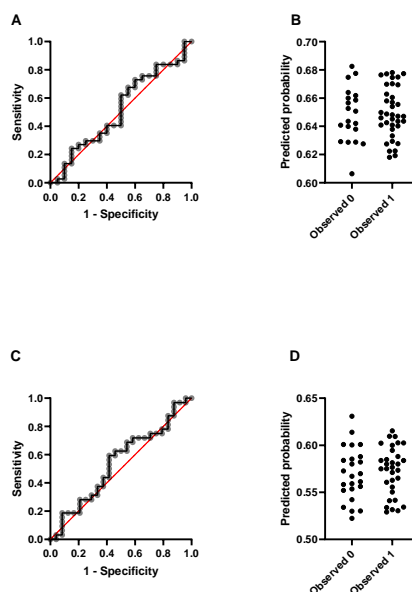 A
B
1.0
0.8
0.6
0.4
0.2
0.0
Sensitivity
0.0 0.2 0.4 0.6 0.8 1.0
1 - Specificity
0.70
0.68
0.66
0.64
0.62
0.60
Predicted probability
Observed 0
Observed 1
C
D
1.0
0.8
0.6
0.4
0.2
0.0
Sensitivity
0.0 0.2 0.4 0.6 0.8 1.0
1 - Specificity
0.65
0.60
0.55
0.50
Predicted probability
Observed 0
Observed 1